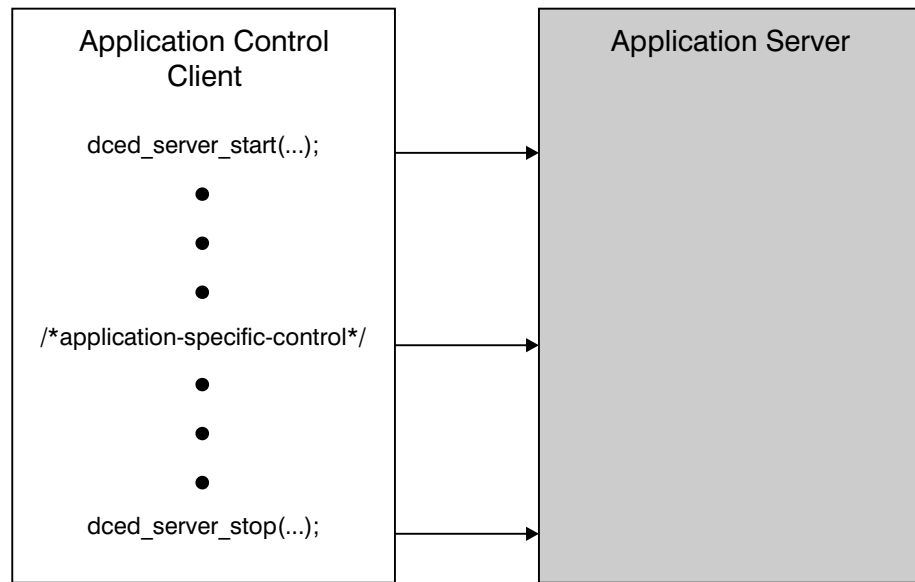 Application Control
Client
dced_server_start(...);
/*application-specific-control*/
dced_server_stop(...);
Application Server